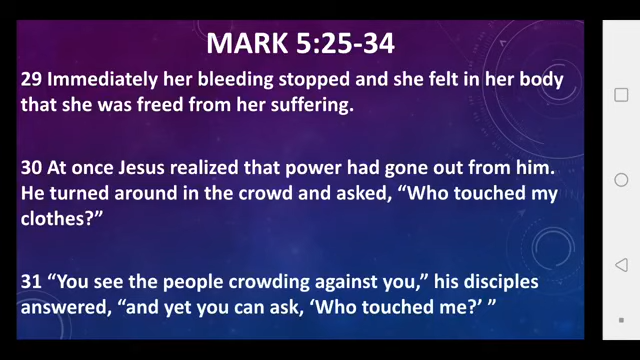 MARK 5:25-34
29 Immediately her bleeding stopped and she felt in her body
that she was freed from her suffering.
30 At once Jesus realized that power had gone out from him.
He turned around in the crowd and asked, “Who touched my
clothes?”
31 “You see the people crowding against you,” his disciples
answered, “and yet you can ask, ‘Who touched me?’ ”